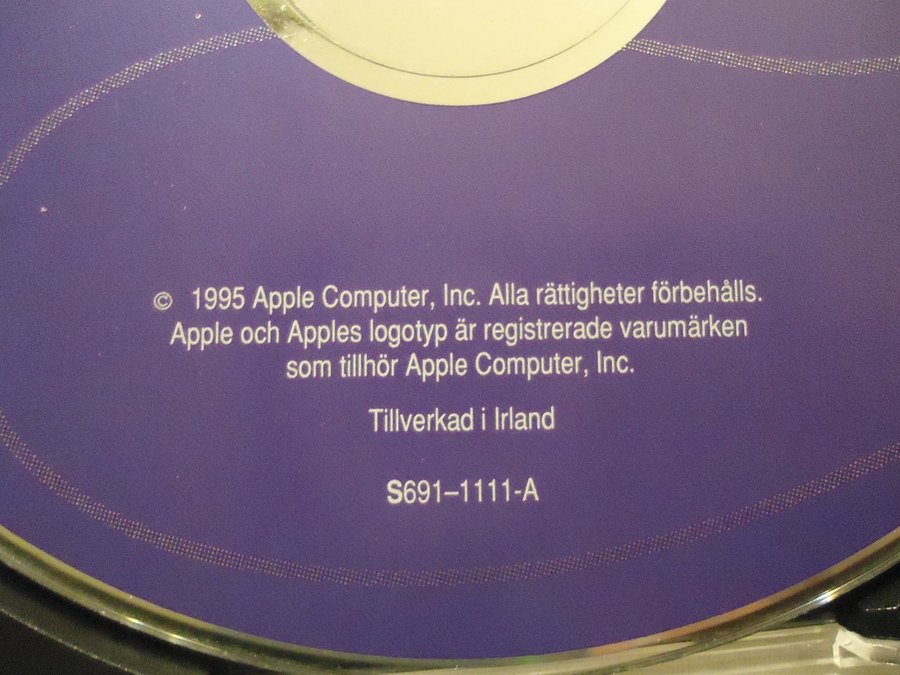 © 1995 Apple Computer, Inc. Alla rättigheter förbehålls.
Apple och Apples logotyp är registrerade varumärken
som tillhör Apple Computer, Inc.
Tillverkad i Irland
S691–1111-A